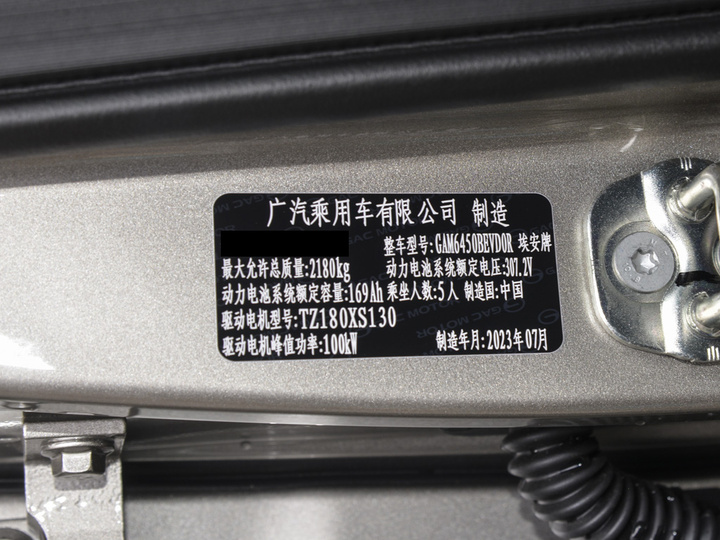 广汽乘用车有限公司 制造
整车型号:GAM6450BEVD0R 埃安牌
最大允许总质量:2180kg 动力电池系统额定电压:307.2V
动力电池系统额定容量:169Ah 乘坐人数:5人 制造国:中国
驱动电机型号:TZ180XS130
驱动电机峰值功率:100kW 制造年月:2023年07月